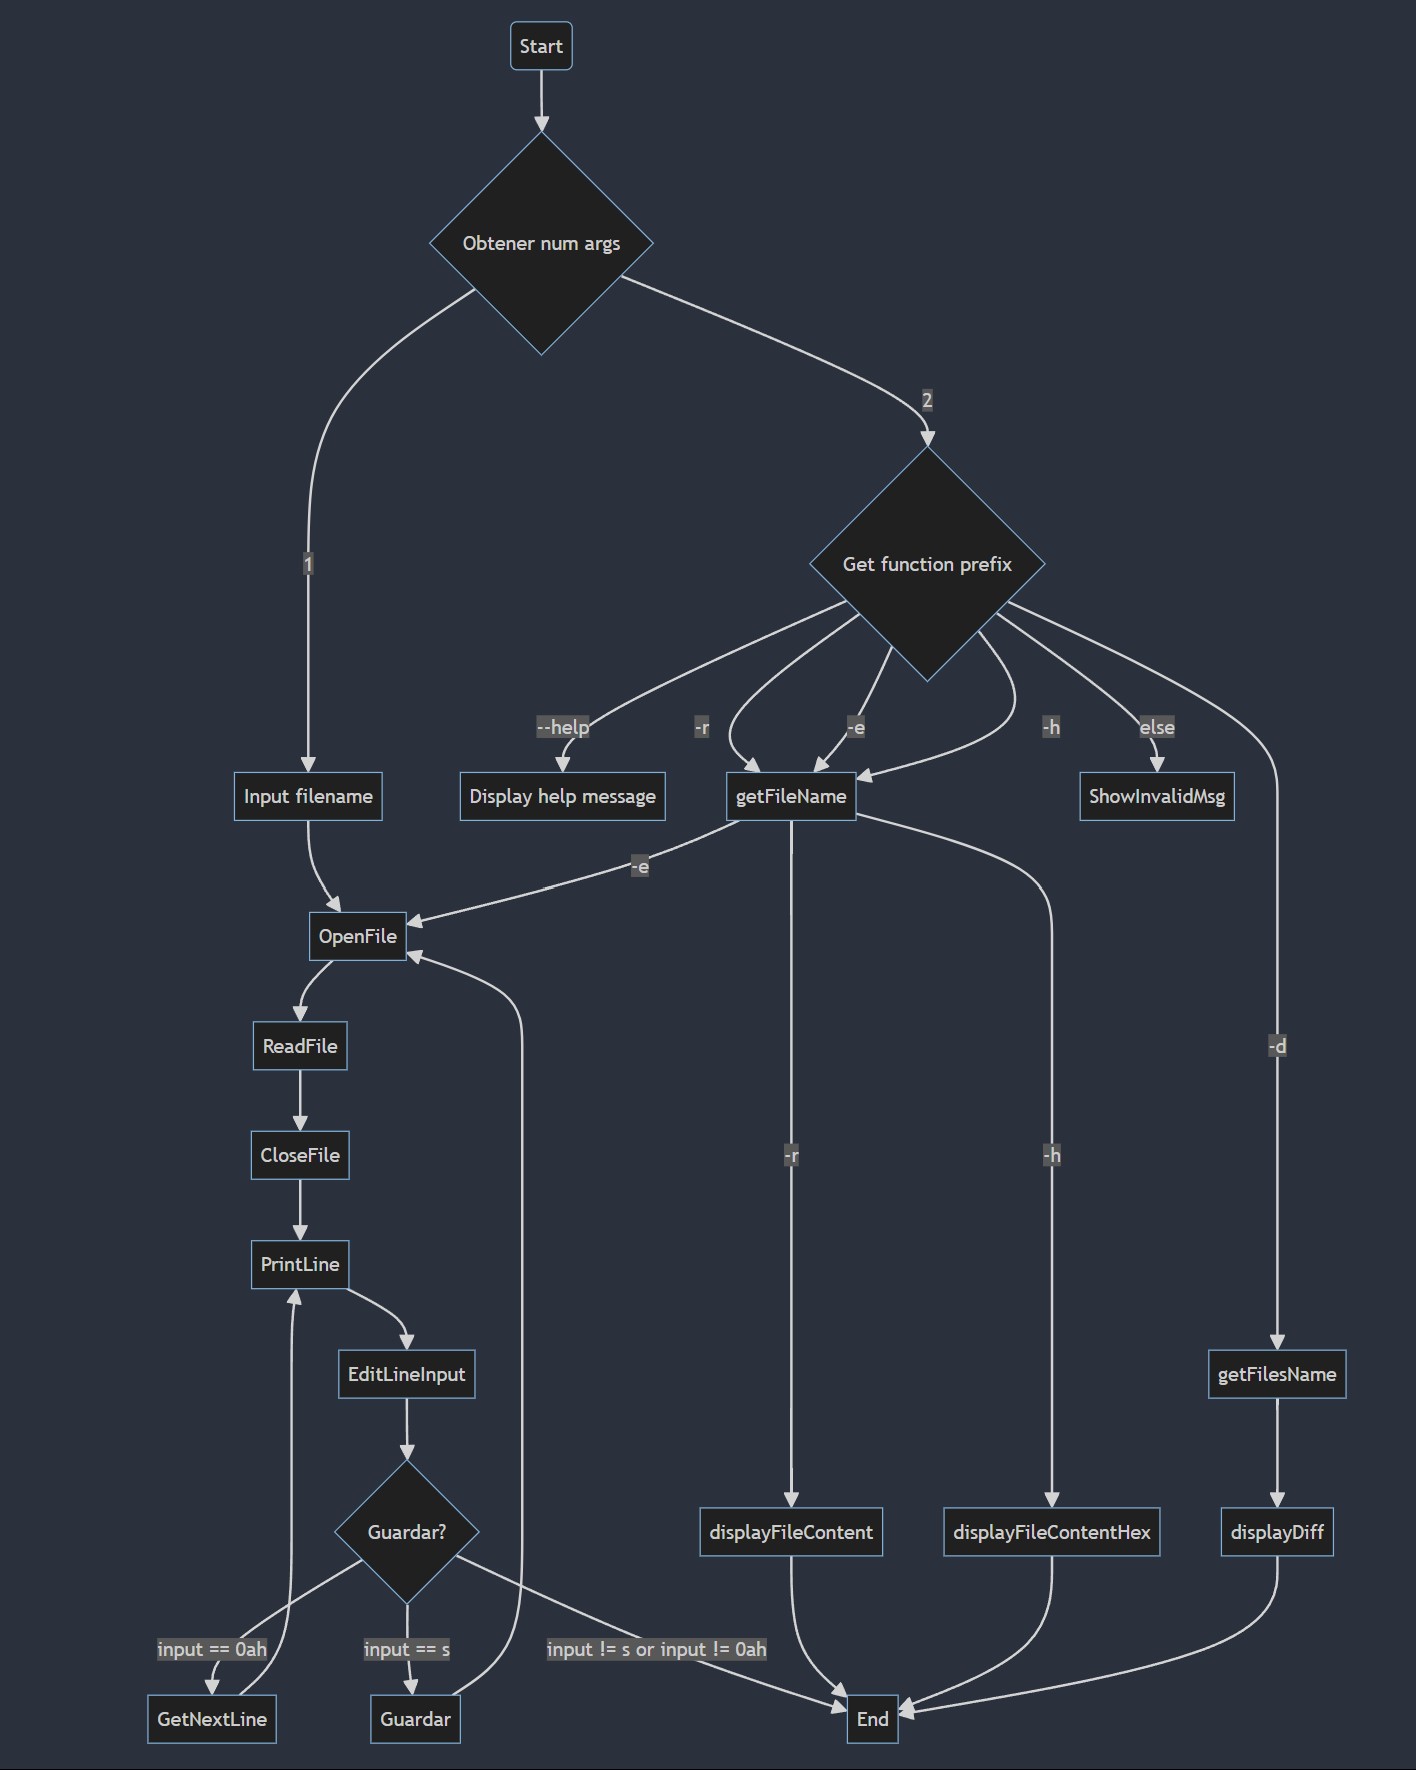 Start
Obtener num args
2
1
Get function prefix
--help
-r
-e
-h
else
Input filename
Display help message
getFileName
ShowInvalidMsg
-e
OpenFile
ReadFile
-d
CloseFile
-r
-h
PrintLine
EditLineInput
getFilesName
Guardar?
displayFileContent
displayFileContentHex
displayDiff
input == 0ah
input == s
input != s or input != 0ah
GetNextLine
Guardar
End